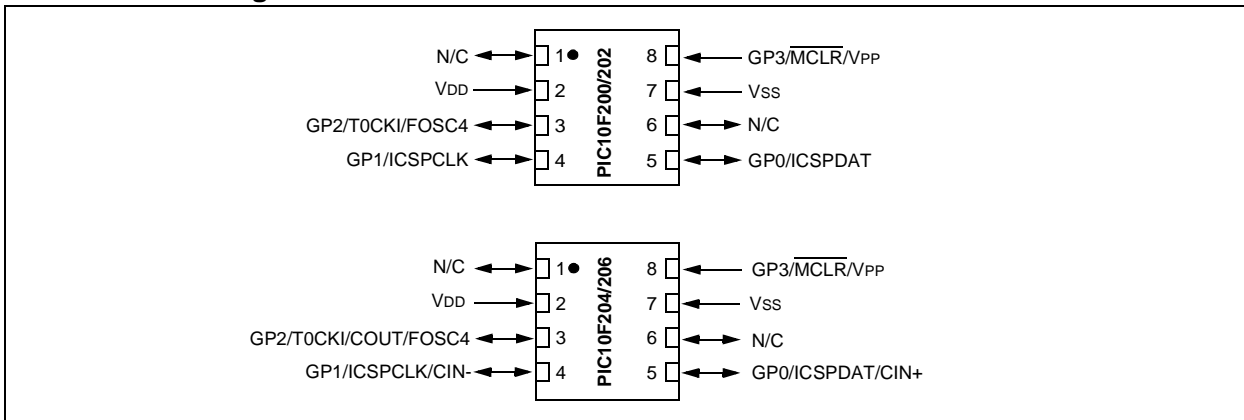 N/C 1 8 GP3/MCLR/VPP
VDD 2 7 VSS
GP2/T0CKI/FOSC4 3 6 N/C
GP1/ICSPCLK 4 5 GP0/ICSPDAT
PIC10F200/202
N/C 1 8 GP3/MCLR/VPP
VDD 2 7 VSS
GP2/T0CKI/COUT/FOSC4 3 6 N/C
GP1/ICSPCLK/CIN- 4 5 GP0/ICSPDAT/CIN+
PIC10F204/206